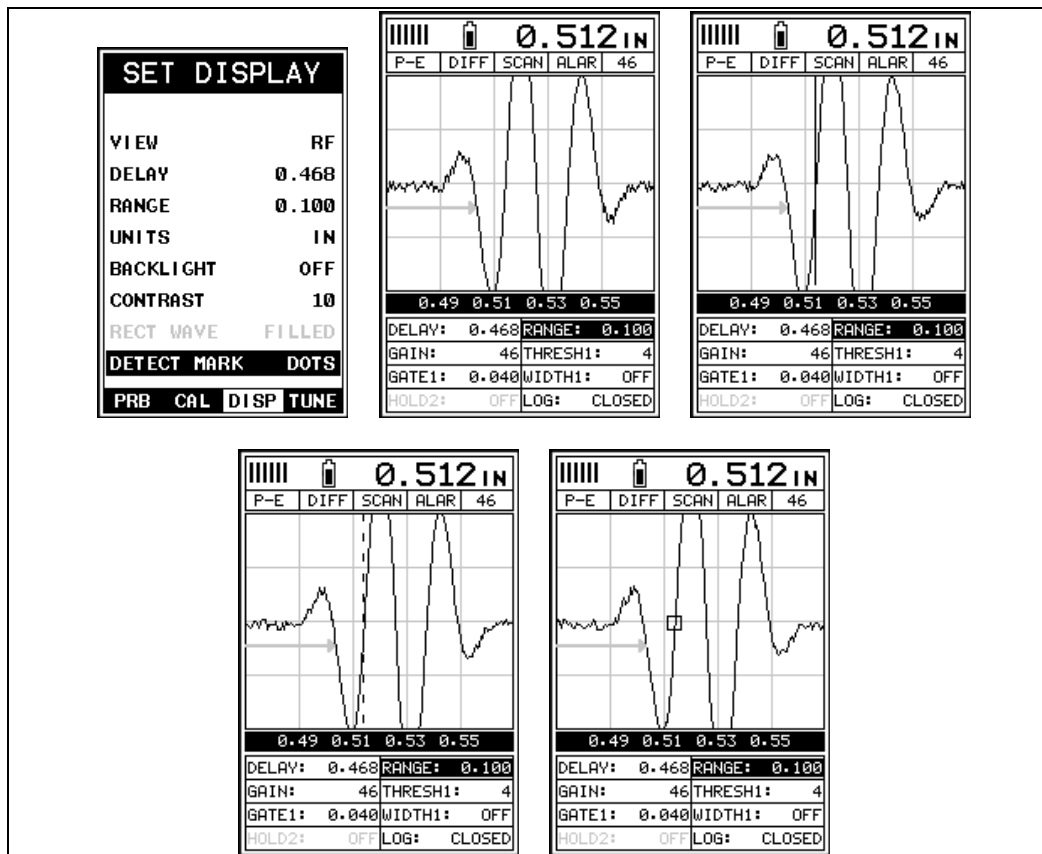 SET DISPLAY
VIEW RF
DELAY 0.468
RANGE 0.100
UNITS IN
BACKLIGHT OFF
CONTRAST 10
RECT WAVE FILLED
DETECT MARK DOTS
PRB CAL DISP TUNE
0.512 IN
P-E DIFF SCAN ALAR 46
0.49 0.51 0.53 0.55
DELAY: 0.468 RANGE: 0.100
GAIN: 46 THRESH1: 4
GATE1: 0.040 WIDTH1: OFF
HOLD2: OFF LOG: CLOSED
0.512 IN
P-E DIFF SCAN ALAR 46
0.49 0.51 0.53 0.55
DELAY: 0.468 RANGE: 0.100
GAIN: 46 THRESH1: 4
GATE1: 0.040 WIDTH1: OFF
HOLD2: OFF LOG: CLOSED
0.512 IN
P-E DIFF SCAN ALAR 46
0.49 0.51 0.53 0.55
DELAY: 0.468 RANGE: 0.100
GAIN: 46 THRESH1: 4
GATE1: 0.040 WIDTH1: OFF
HOLD2: OFF LOG: CLOSED
0.512 IN
P-E DIFF SCAN ALAR 46
0.49 0.51 0.53 0.55
DELAY: 0.468 RANGE: 0.100
GAIN: 46 THRESH1: 4
GATE1: 0.040 WIDTH1: OFF
HOLD2: OFF LOG: CLOSED